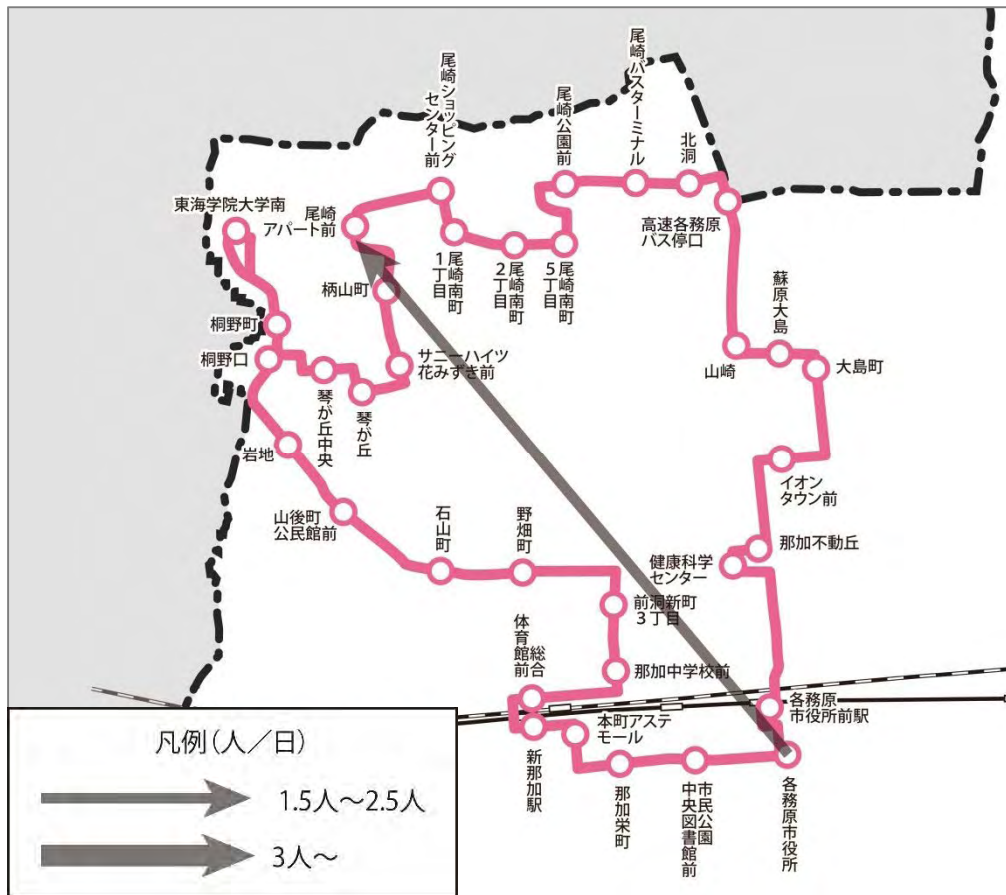 尾崎ショッピング
センター前
尾崎公園前
尾崎バスターミナル
北洞
東海学院大学南
尾崎
アパート前
尾崎南町
1丁目
尾崎南町
2丁目
尾崎南町
5丁目
高速各務原
バス停口
柄山町
蘇原大島
桐野町
桐野口
サニーハイツ
花みずき前
山崎
大島町
琴が丘中央
琴が丘
岩地
イオン
タウン前
山後町
公民館前
石山町
野畑町
那加不動丘
健康科学
センター
前洞新町
3丁目
総合
体育館前
那加中学校前
各務原
市役所前駅
本町アステ
モール
新那加駅
那加栄町
市民公園
中央図書館前
各務原市役所
凡例(人／日)
1.5人～2.5人
3人～